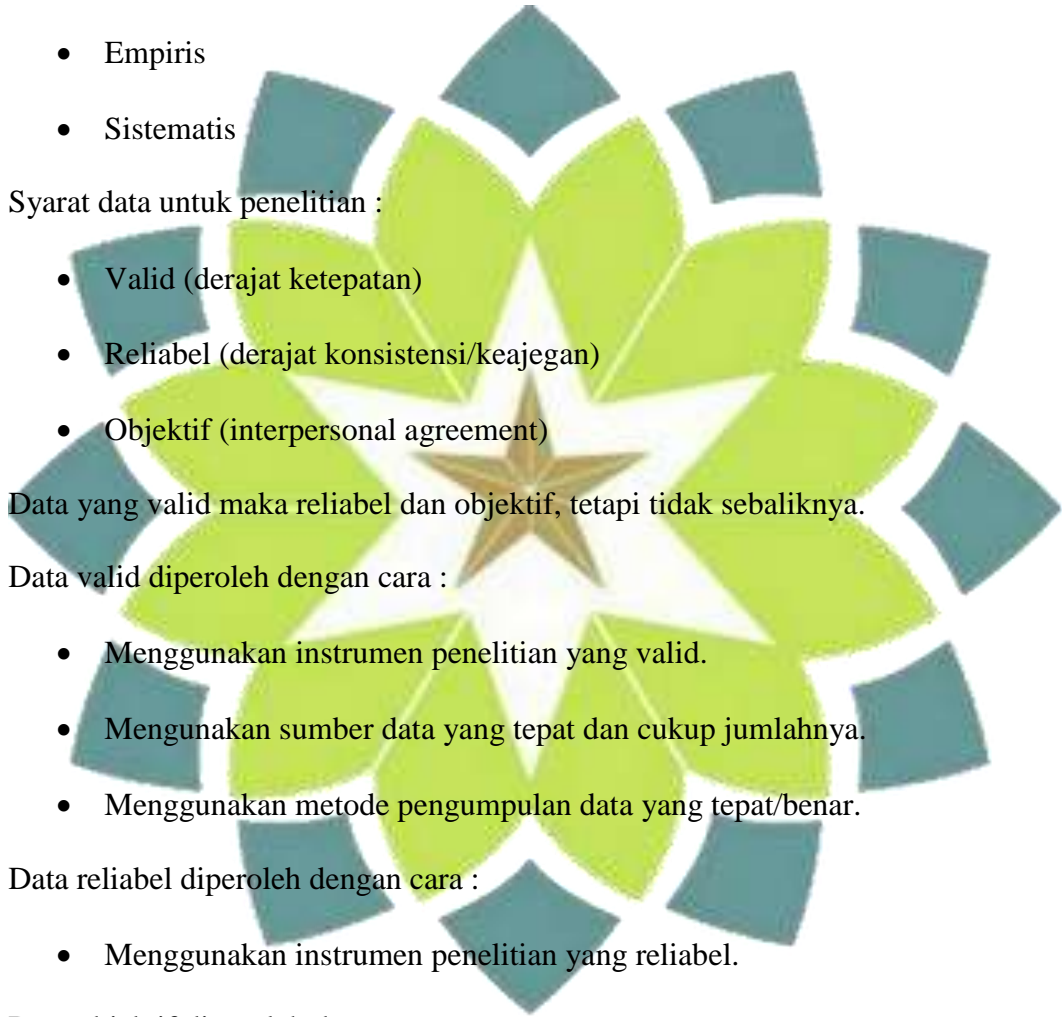 • Empiris
• Sistematis
Syarat data untuk penelitian :
• Valid (derajat ketepatan)
• Reliabel (derajat konsistensi/keajegan)
• Objektif (interpersonal agreement)
Data yang valid maka reliabel dan objektif, tetapi tidak sebaliknya.
Data valid diperoleh dengan cara :
• Menggunakan instrumen penelitian yang valid.
• Mengunakan sumber data yang tepat dan cukup jumlahnya.
• Menggunakan metode pengumpulan data yang tepat/benar.
Data reliabel diperoleh dengan cara :
• Menggunakan instrumen penelitian yang reliabel.